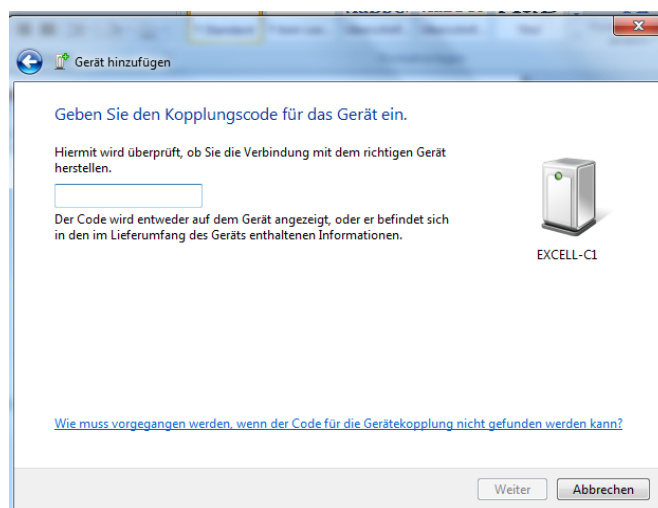 Gerät hinzufügen
Geben Sie den Kopplungscode für das Gerät ein.
Hiermit wird überprüft, ob Sie die Verbindung mit dem richtigen Gerät
herstellen.
Der Code wird entweder auf dem Gerät angezeigt, oder er befindet sich
in den im Lieferumfang des Geräts enthaltenen Informationen.
EXCELL-C1
Wie muss vorgegangen werden, wenn der Code für die Gerätekopplung nicht gefunden werden kann?
Weiter
Abbrechen